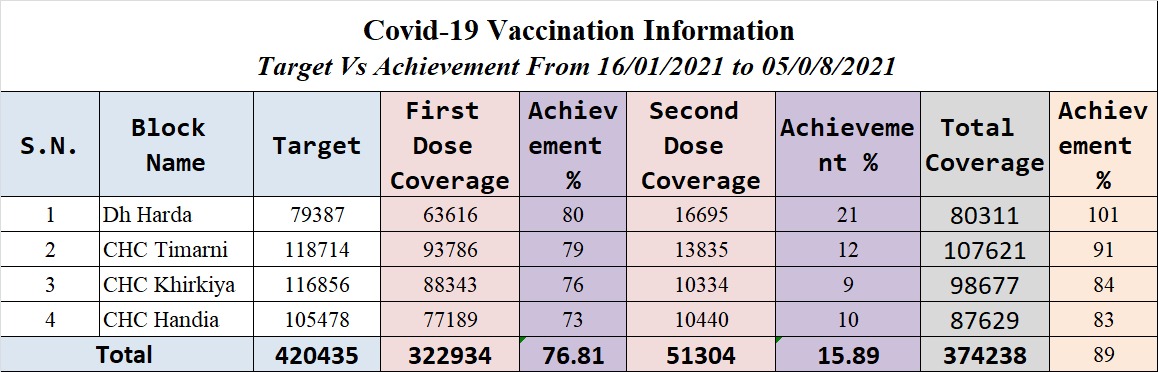 Covid-19 Vaccination Information
Target Vs Achievement From 16/01/2021 to 05/0/8/2021
S.N. Block Name Target First Dose Coverage Achievement % Second Dose Coverage Achievement % Total Coverage Achievement %
1 Dh Harda 79387 63616 80 16695 21 80311 101
2 CHC Timarni 118714 93786 79 13835 12 107621 91
3 CHC Khirkiya 116856 88343 76 10334 9 98677 84
4 CHC Handia 105478 77189 73 10440 10 87629 83
Total 420435 322934 76.81 51304 15.89 374238 89